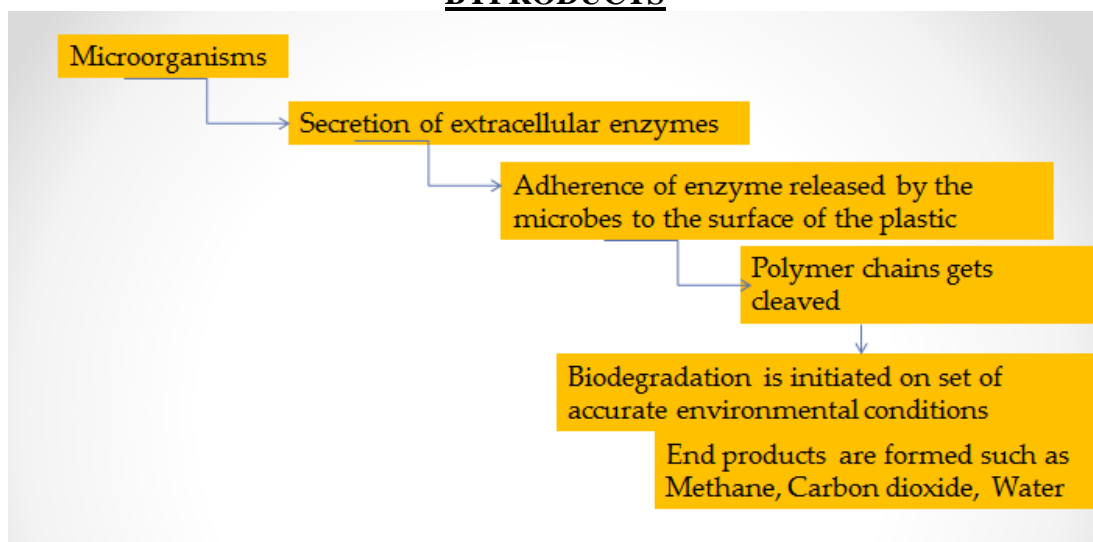 BYPRODUCTS
Microorganisms
Secretion of extracellular enzymes
Adherence of enzyme released by the
microbes to the surface of the plastic
Polymer chains gets
cleaved
Biodegradation is initiated on set of
accurate environmental conditions
End products are formed such as
Methane, Carbon dioxide, Water